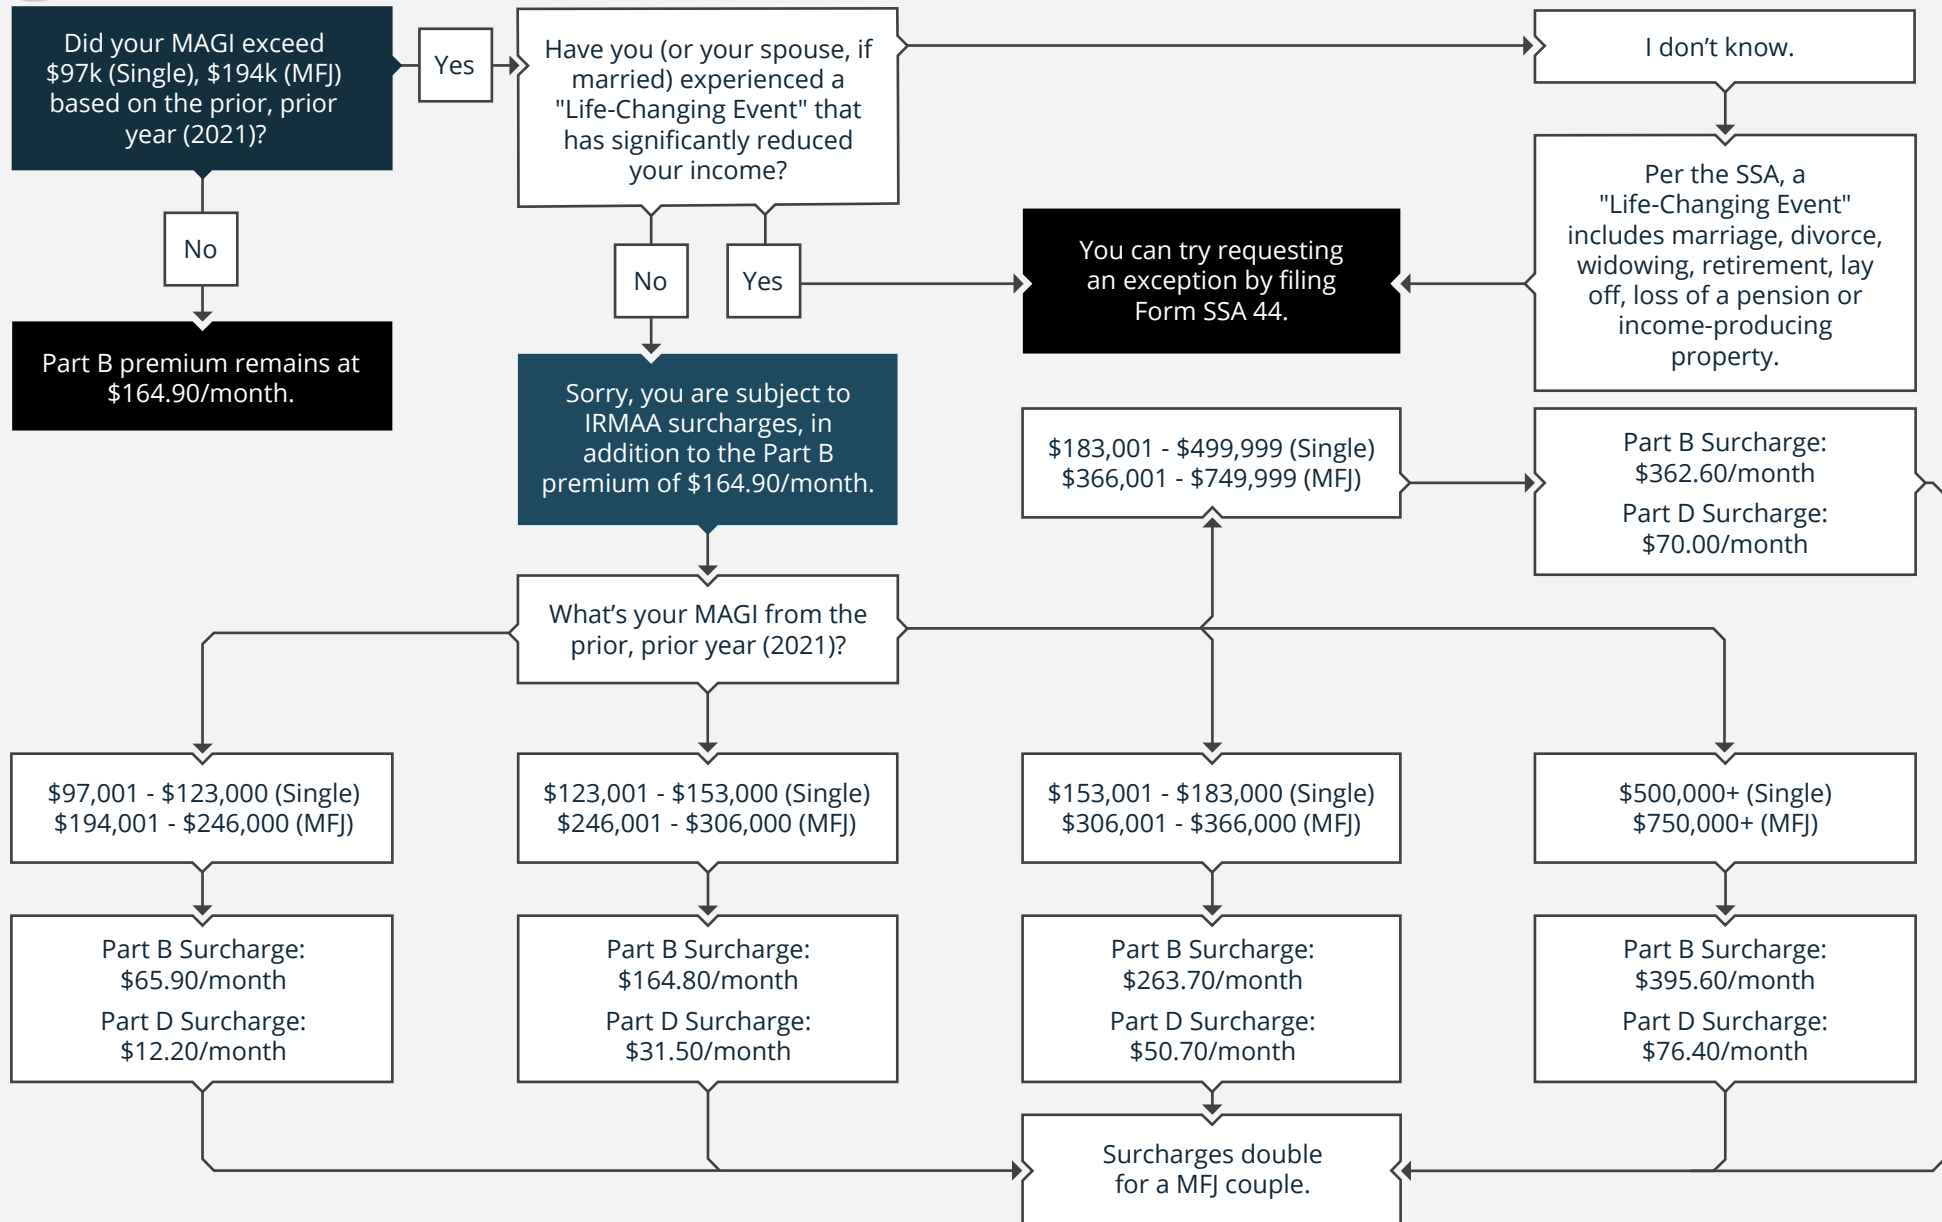 Did your MAGI exceed
$97k (Single), $194k (MFJ)
based on the prior, prior
year (2021)?
Yes
No
Part B premium remains at
$164.90/month.
Have you (or your spouse, if
married) experienced a
"Life-Changing Event" that
has significantly reduced
your income?
I don’t know.
Per the SSA, a
"Life-Changing Event"
includes marriage, divorce,
widowing, retirement, lay
off, loss of a pension or
income-producing
property.
No
Yes
You can try requesting
an exception by filing
Form SSA 44.
Sorry, you are subject to
IRMAA surcharges, in
addition to the Part B
premium of $164.90/month.
What’s your MAGI from the
prior, prior year (2021)?
$183,001 - $499,999 (Single)
$366,001 - $749,999 (MFJ)
Part B Surcharge:
$362.60/month
Part D Surcharge:
$70.00/month
$97,001 - $123,000 (Single)
$194,001 - $246,000 (MFJ)
$123,001 - $153,000 (Single)
$246,001 - $306,000 (MFJ)
$153,001 - $183,000 (Single)
$306,001 - $366,000 (MFJ)
$500,000+ (Single)
$750,000+ (MFJ)
Part B Surcharge:
$65.90/month
Part D Surcharge:
$12.20/month
Part B Surcharge:
$164.80/month
Part D Surcharge:
$31.50/month
Part B Surcharge:
$263.70/month
Part D Surcharge:
$50.70/month
Part B Surcharge:
$395.60/month
Part D Surcharge:
$76.40/month
Surcharges double
for a MFJ couple.